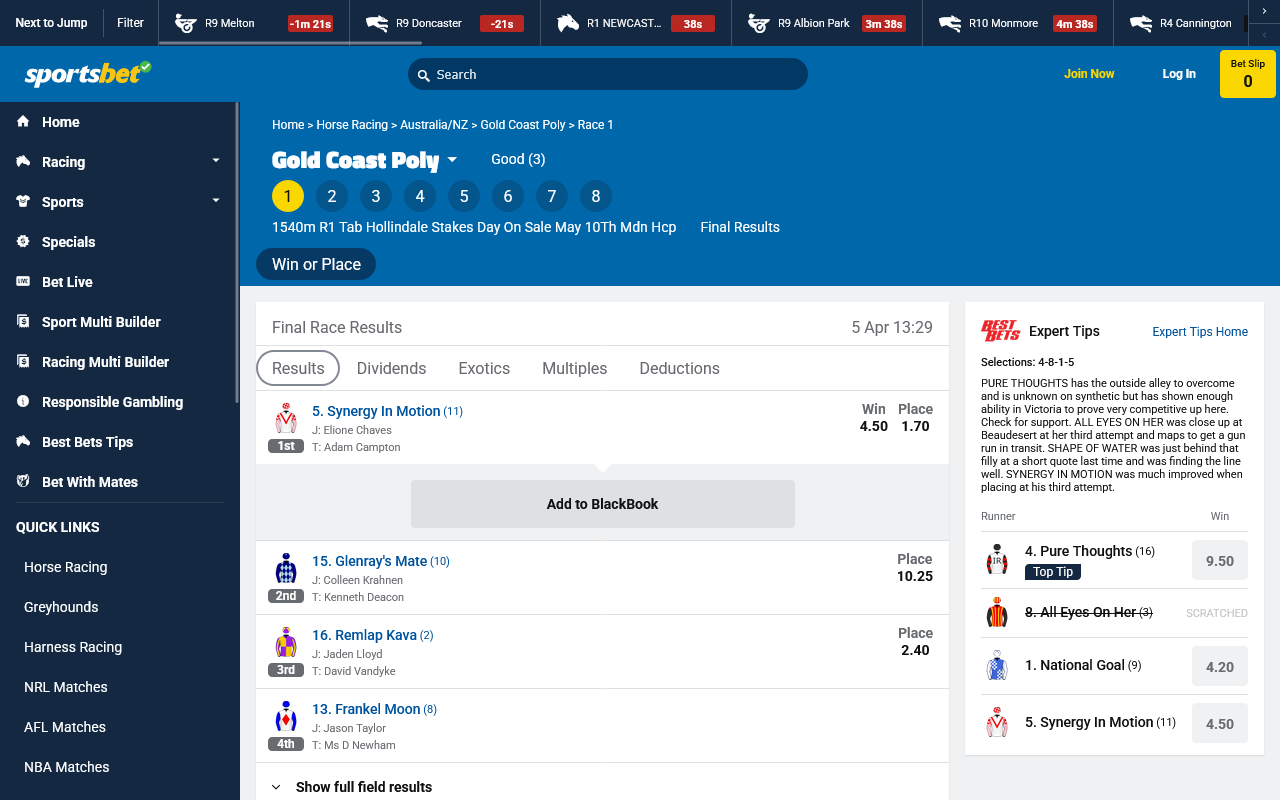 Next to Jump
Filter
R9 Melton
-1m 21s
R9 Doncaster
-21s
R1 NEWCAST...
38s
R9 Albion Park
3m 38s
R10 Monmore
4m 38s
R4 Cannington
sportsbet
Search
Join Now
Log In
Bet Slip
0
Home
Racing
Sports
Specials
LIVE
Bet Live
Sport Multi Builder
Racing Multi Builder
Responsible Gambling
Best Bets Tips
Bet With Mates
QUICK LINKS
Horse Racing
Greyhounds
Harness Racing
NRL Matches
AFL Matches
NBA Matches
Home > Horse Racing > Australia/NZ > Gold Coast Poly > Race 1
Gold Coast Poly
Good (3)
1 2 3 4 5 6 7 8
1540m R1 Tab Hollindale Stakes Day On Sale May 10Th Mdn Hcp
Final Results
Win or Place
Final Race Results
5 Apr 13:29
Results
Dividends
Exotics
Multiples
Deductions
5. Synergy In Motion (11)
J: Elione Chaves
T: Adam Campton
1st
Win
4.50
Place
1.70
Add to BlackBook
15. Glenray's Mate (10)
J: Colleen Krahnen
T: Kenneth Deacon
2nd
Place
10.25
16. Remlap Kava (2)
J: Jaden Lloyd
T: David Vandyke
3rd
Place
2.40
13. Frankel Moon (8)
J: Jason Taylor
T: Ms D Newham
4th
Show full field results
BEST BETS
Expert Tips
Expert Tips Home
Selections: 4-8-1-5
PURE THOUGHTS has the outside alley to overcome
and is unknown on synthetic but has shown enough
ability in Victoria to prove very competitive up here.
Check for support. ALL EYES ON HER was close up at
Beaudesert at her third attempt and maps to get a gun
run in transit. SHAPE OF WATER was just behind that
filly at a short quote last time and was finding the line
well. SYNERGY IN MOTION was much improved when
placing at his third attempt.
Runner
Win
4. Pure Thoughts (16)
Top Tip
9.50
8. All Eyes On Her (3)
SCRATCHED
1. National Goal (9)
4.20
5. Synergy In Motion (11)
4.50